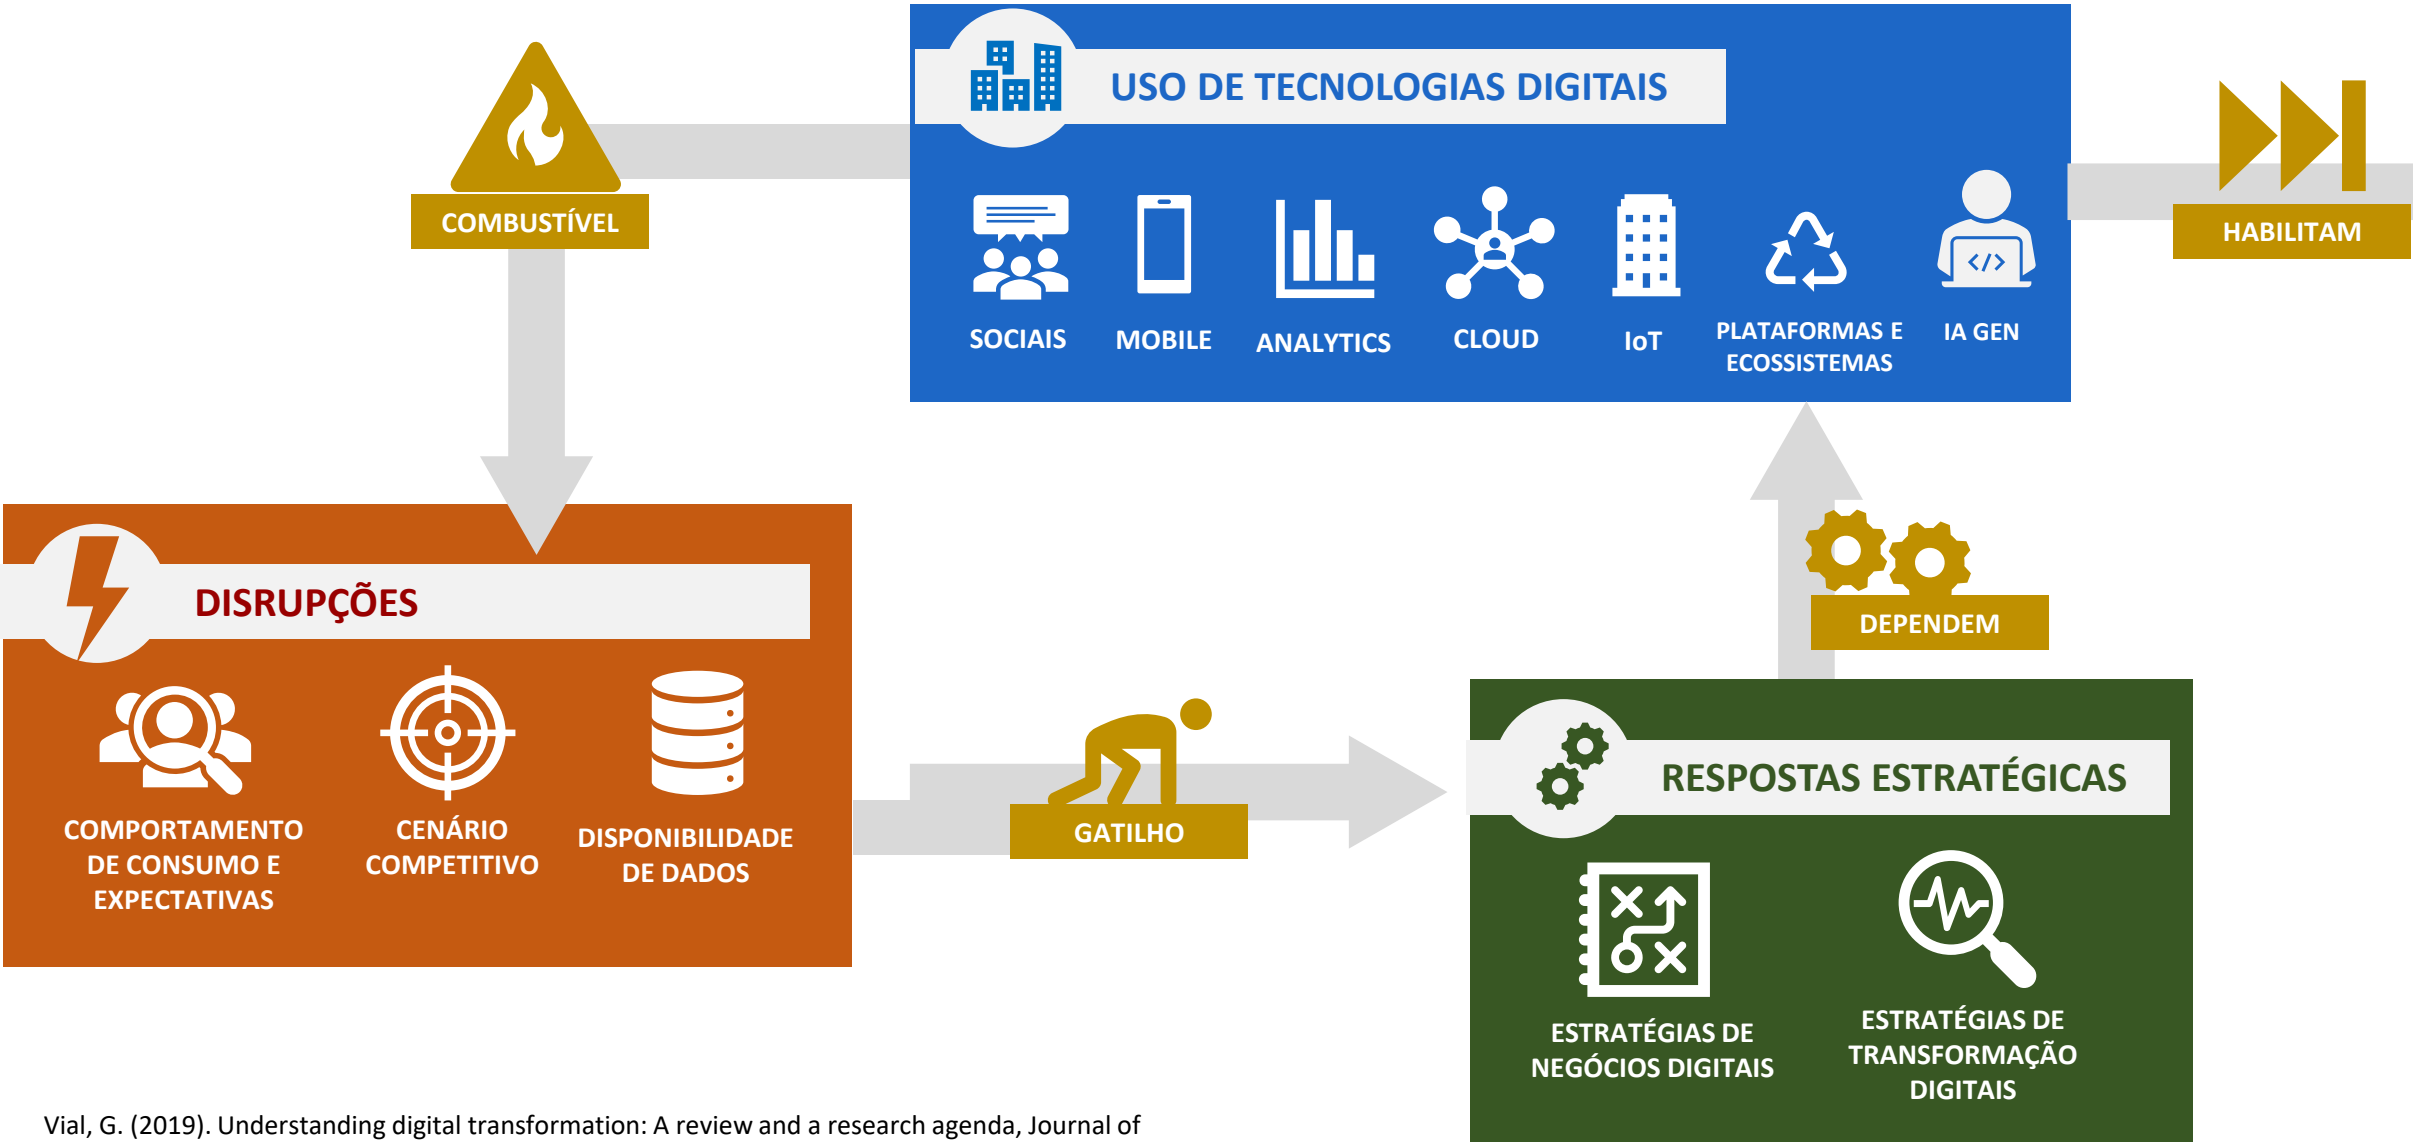 USO DE TECNOLOGIAS DIGITAIS
COMBUSTÍVEL
HABILITAM
SOCIAIS
MOBILE
ANALYTICS
CLOUD
IoT
PLATAFORMAS E
ECOSSISTEMAS
IA GEN
DISRUPÇÕES
COMPORTAMENTO
DE CONSUMO E
EXPECTATIVAS
CENÁRIO
COMPETITIVO
DISPONIBILIDADE
DE DADOS
GATILHO
DEPENDEM
RESPOSTAS ESTRATÉGICAS
ESTRATÉGIAS DE
NEGÓCIOS DIGITAIS
ESTRATÉGIAS DE
TRANSFORMAÇÃO
DIGITAIS
Vial, G. (2019). Understanding digital transformation: A review and a research agenda, Journal of